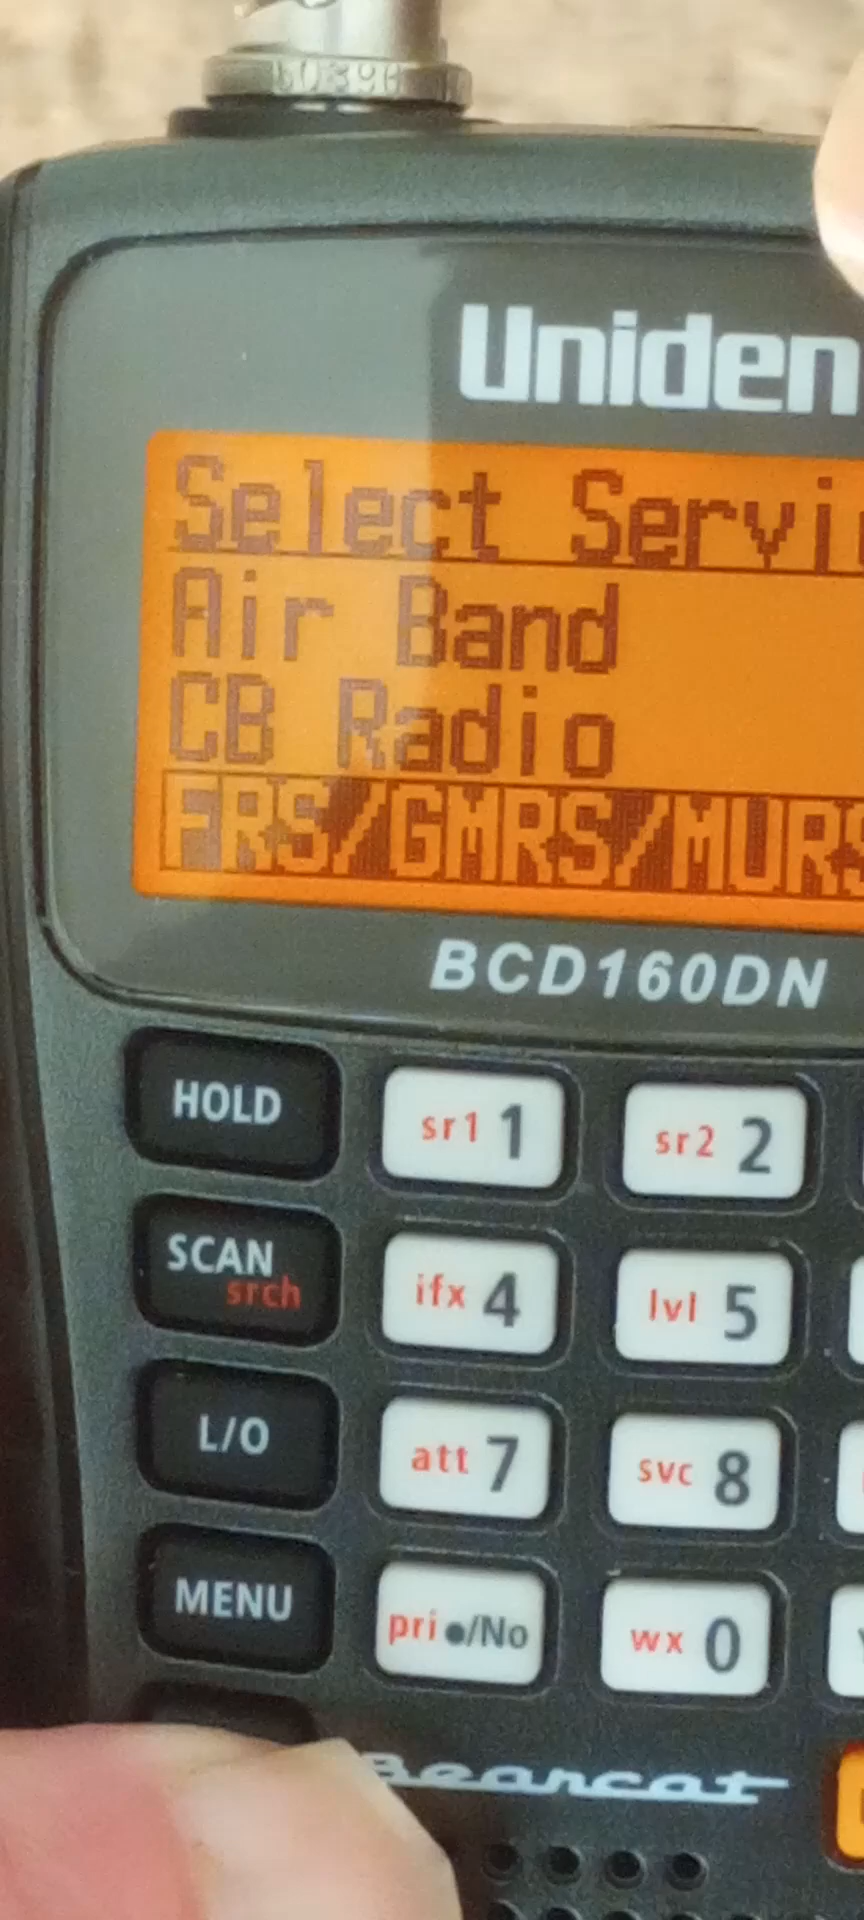 50398
Uniden
Select Servi
Air Band
CB Radio
FRS/GMRS/MURS
BCD160DN
HOLD
sr1 1
sr2 2
SCAN
srch
ifx 4
lvl 5
L/O
att 7
svc 8
MENU
pri ●/No
wx 0
Bearcat